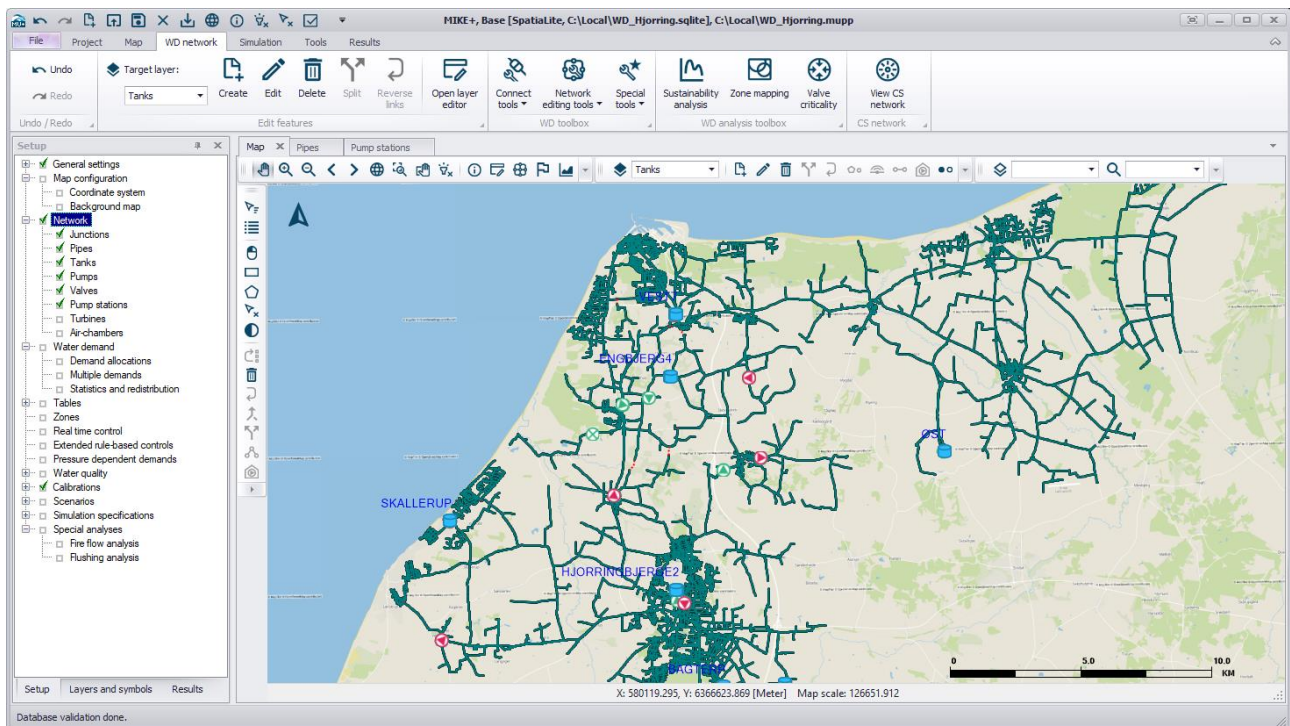 MIKE+, Base [SpatiaLite, C:\Local\WD_Hjorring.sqlite], C:\Local\WD_Hjorring.mupp
File Project Map WD network Simulation Tools Results
Undo
Redo
Undo / Redo
Target layer:
Tanks
Create Edit Delete Split Reverse links
Edit features
Open layer editor
Connect tools Network editing tools Special tools
WD toolbox
Sustainability analysis Zone mapping Valve criticality
WD analysis toolbox
View CS network
CS network
Setup
General settings
Map configuration
Coordinate system
Background map
Network
Junctions
Pipes
Tanks
Pumps
Valves
Pump stations
Turbines
Air-chambers
Water demand
Demand allocations
Multiple demands
Statistics and redistribution
Tables
Zones
Real time control
Extended rule-based controls
Pressure dependent demands
Water quality
Calibrations
Scenarios
Simulation specifications
Special analyses
Fire flow analysis
Flushing analysis
Setup Layers and symbols Results
Map Pipes Pump stations
Tanks
ENGBJERG4
OST
SKALLERUP
HJORRINGBJERGE2
0 5.0 10.0
KM
X: 580119.295, Y: 6366623.869 [Meter] Map scale: 126651.912
Database validation done.